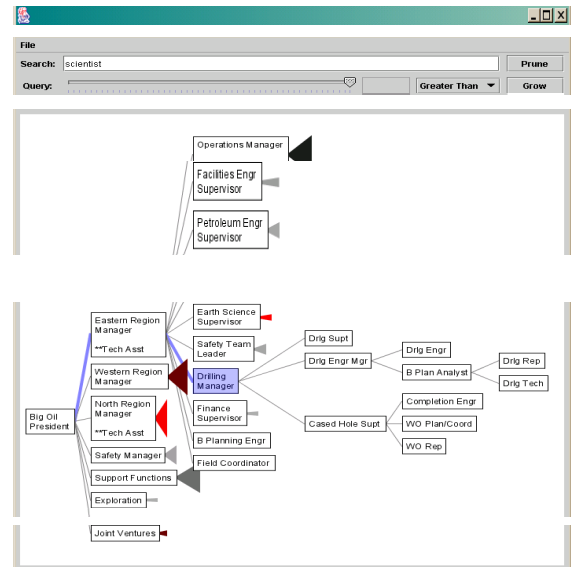 File
Search: scientist Prune
Query: Greater Than Grow
Operations Manager
Facilities Engr
Supervisor
Petroleum Engr
Supervisor
Eastern Region
Manager
**Tech Asst
Western Region
Manager
North Region
Manager
**Tech Asst
Big Oil
President
Safety Manager
Support Functions
Exploration
Joint Ventures
Earth Science
Supervisor
Safety Team
Leader
Drilling
Manager
Finance
Supervisor
B Planning Engr
Field Coordinator
Drlg Supt
Drlg Engr Mgr
Cased Hole Supt
Drlg Engr
B Plan Analyst
Completion Engr
WO Plan/Coord
WO Rep
Drlg Rep
Drlg Tech